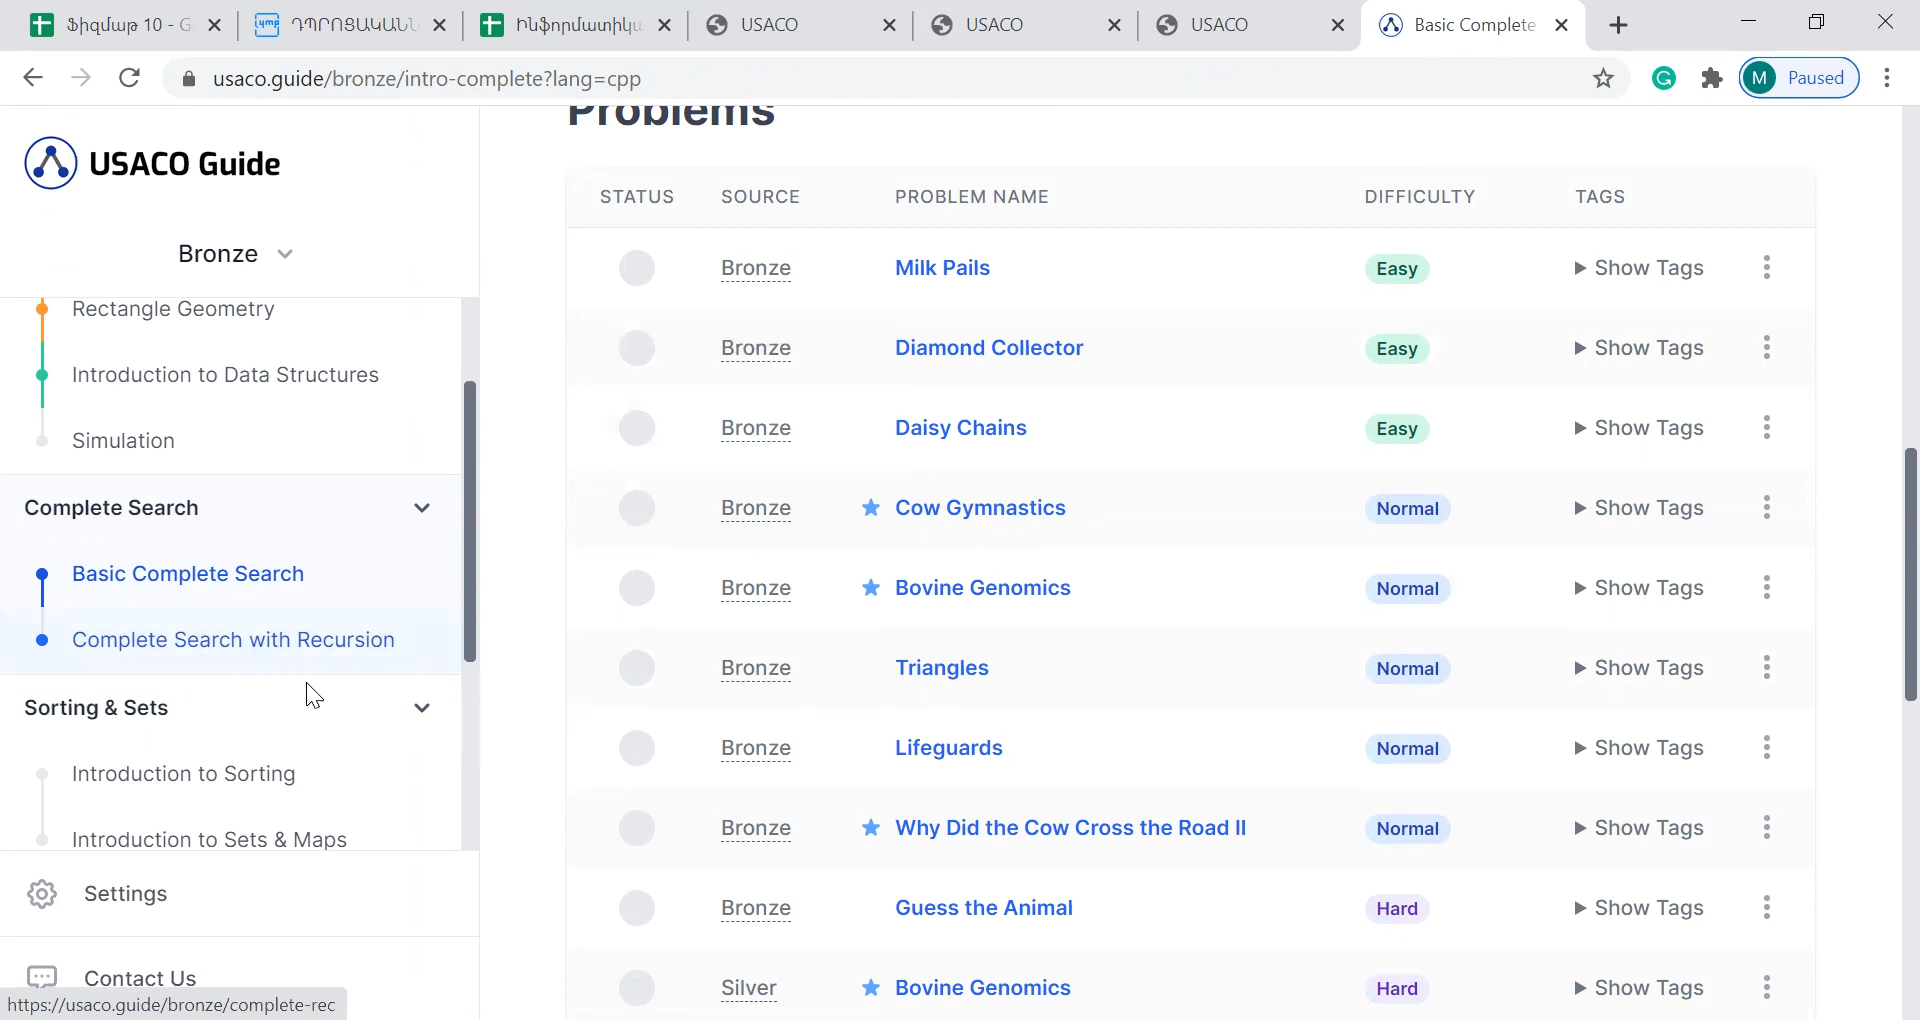 Ֆիզմաթ 10 - G
ԴՊՐՈՑԱԿԱՆՆ
Ինֆորմատիկա
USACO
USACO
USACO
Basic Complete
usaco.guide/bronze/intro-complete?lang=cpp
M Paused
USACO Guide
Bronze
Rectangle Geometry
Introduction to Data Structures
Simulation
Complete Search
Basic Complete Search
Complete Search with Recursion
Sorting & Sets
Introduction to Sorting
Introduction to Sets & Maps
Settings
Contact Us
https://usaco.guide/bronze/complete-rec
Problems
STATUS SOURCE PROBLEM NAME DIFFICULTY TAGS
Bronze Milk Pails Easy Show Tags
Bronze Diamond Collector Easy Show Tags
Bronze Daisy Chains Easy Show Tags
Bronze Cow Gymnastics Normal Show Tags
Bronze Bovine Genomics Normal Show Tags
Bronze Triangles Normal Show Tags
Bronze Lifeguards Normal Show Tags
Bronze Why Did the Cow Cross the Road II Normal Show Tags
Bronze Guess the Animal Hard Show Tags
Silver Bovine Genomics Hard Show Tags